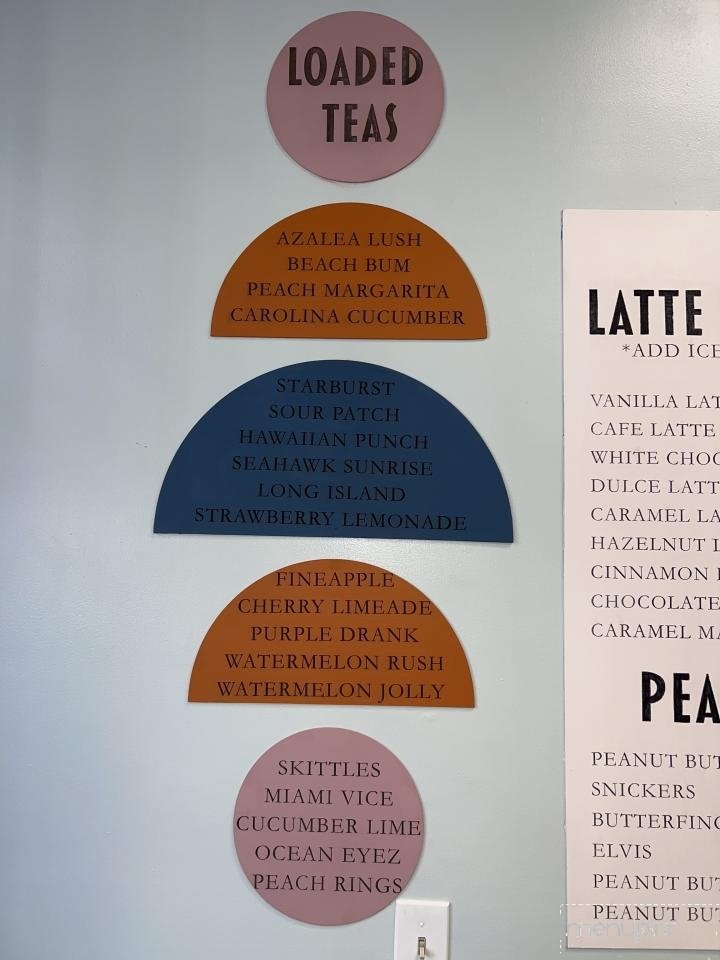 LOADED
TEAS
AZALEA LUSH
BEACH BUM
PEACH MARGARITA
CAROLINA CUCUMBER
STARBURST
SOUR PATCH
HAWAIIAN PUNCH
SEAHAWK SUNRISE
LONG ISLAND
STRAWBERRY LEMONADE
FINEAPPLE
CHERRY LIMEADE
PURPLE DRANK
WATERMELON RUSH
WATERMELON JOLLY
SKITTLES
MIAMI VICE
CUCUMBER LIME
OCEAN EYEZ
PEACH RINGS
LATTE
*ADD ICE
VANILLA LAT
CAFE LATTE
WHITE CHOC
DULCE LATT
CARAMEL LA
HAZELNUT
CINNAMON
CHOCOLATE
CARAMEL MA
PEA
PEANUT BUT
SNICKERS
BUTTERFING
ELVIS
PEANUT BUT
PEANUT BUT